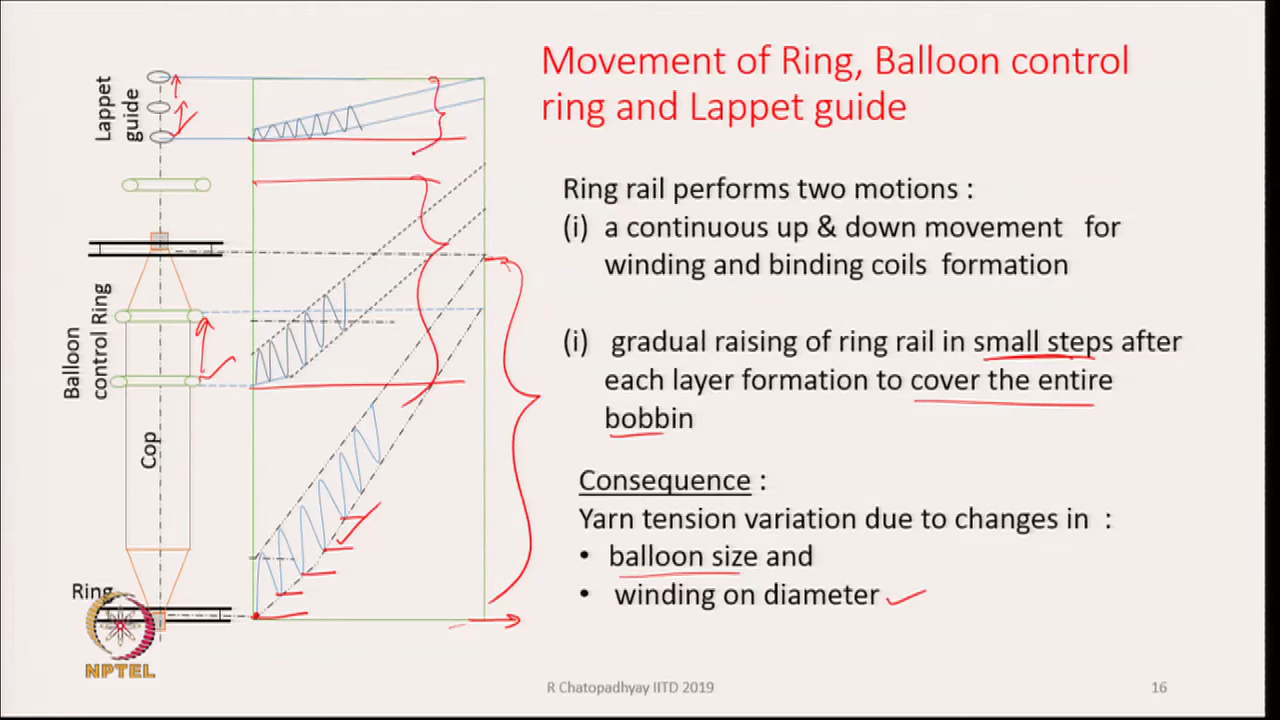 Movement of Ring, Balloon control
ring and Lappet guide
Lappet
guide
Ring rail performs two motions :
(i) a continuous up & down movement for
winding and binding coils formation
Balloon
control Ring
(i) gradual raising of ring rail in small steps after
each layer formation to cover the entire
bobbin
Cop
Consequence :
Yarn tension variation due to changes in :
• balloon size and
• winding on diameter
Ring
NPTEL
R Chatopadhyay IITD 2019
16